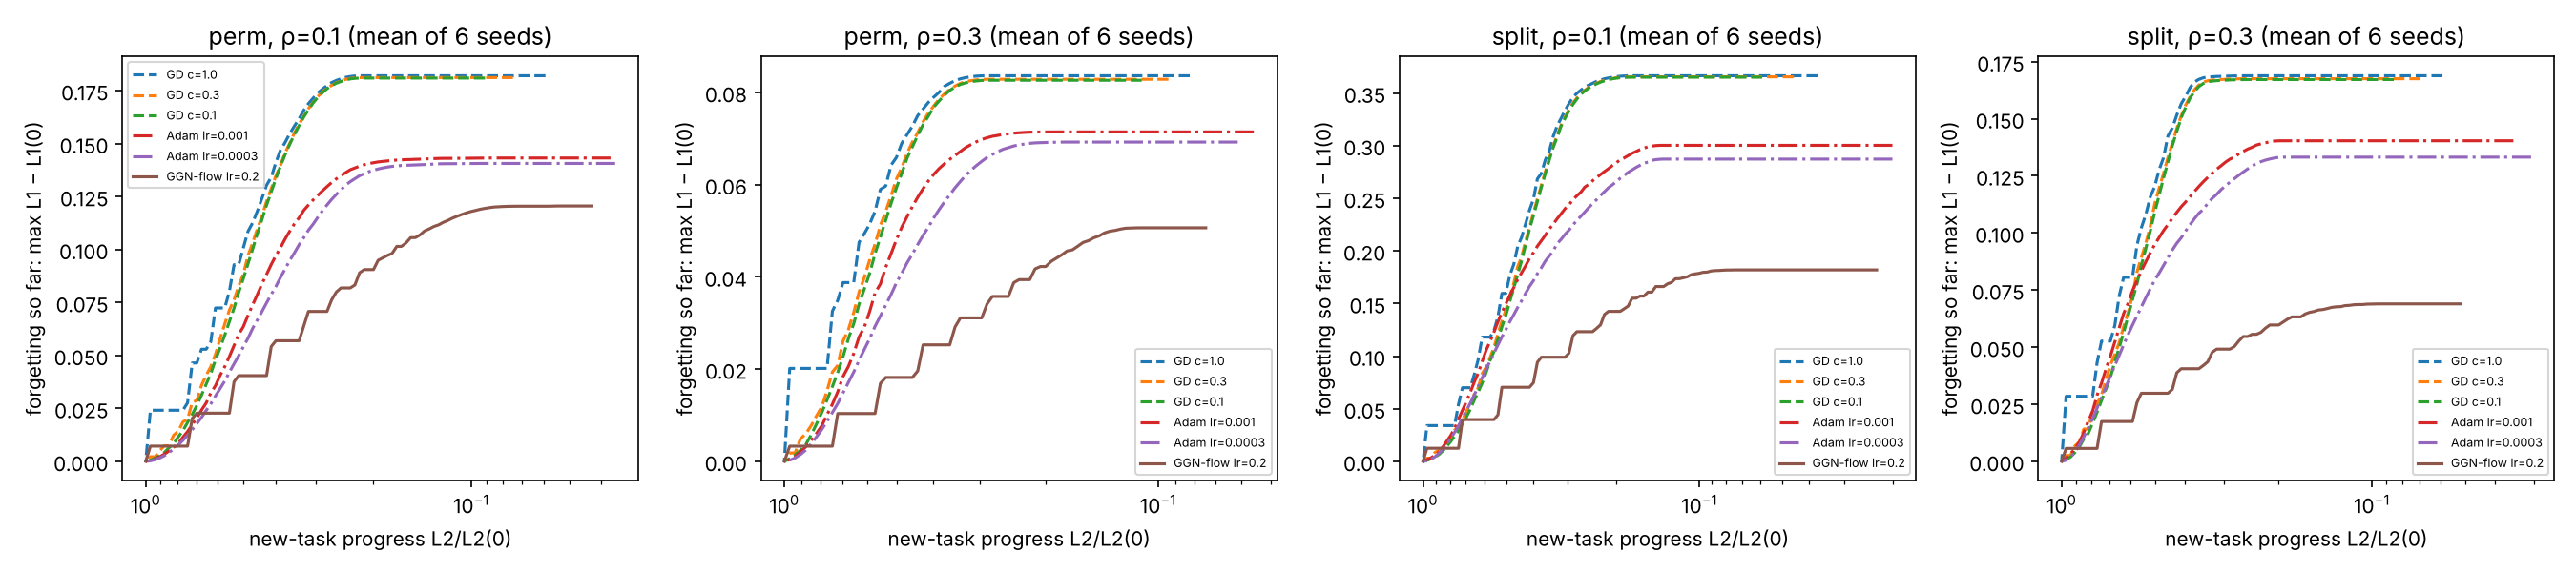 perm, ρ=0.1 (mean of 6 seeds)
forgetting so far: max L1 − L1(0)
0.175
0.150
0.125
0.100
0.075
0.050
0.025
0.000
GD c=1.0
GD c=0.3
GD c=0.1
Adam lr=0.001
Adam lr=0.0003
GGN-flow lr=0.2
10⁰
10⁻¹
new-task progress L2/L2(0)
perm, ρ=0.3 (mean of 6 seeds)
forgetting so far: max L1 − L1(0)
0.08
0.06
0.04
0.02
0.00
GD c=1.0
GD c=0.3
GD c=0.1
Adam lr=0.001
Adam lr=0.0003
GGN-flow lr=0.2
10⁰
10⁻¹
new-task progress L2/L2(0)
split, ρ=0.1 (mean of 6 seeds)
forgetting so far: max L1 − L1(0)
0.35
0.30
0.25
0.20
0.15
0.10
0.05
0.00
GD c=1.0
GD c=0.3
GD c=0.1
Adam lr=0.001
Adam lr=0.0003
GGN-flow lr=0.2
10⁰
10⁻¹
new-task progress L2/L2(0)
split, ρ=0.3 (mean of 6 seeds)
forgetting so far: max L1 − L1(0)
0.175
0.150
0.125
0.100
0.075
0.050
0.025
0.000
GD c=1.0
GD c=0.3
GD c=0.1
Adam lr=0.001
Adam lr=0.0003
GGN-flow lr=0.2
10⁰
10⁻¹
new-task progress L2/L2(0)